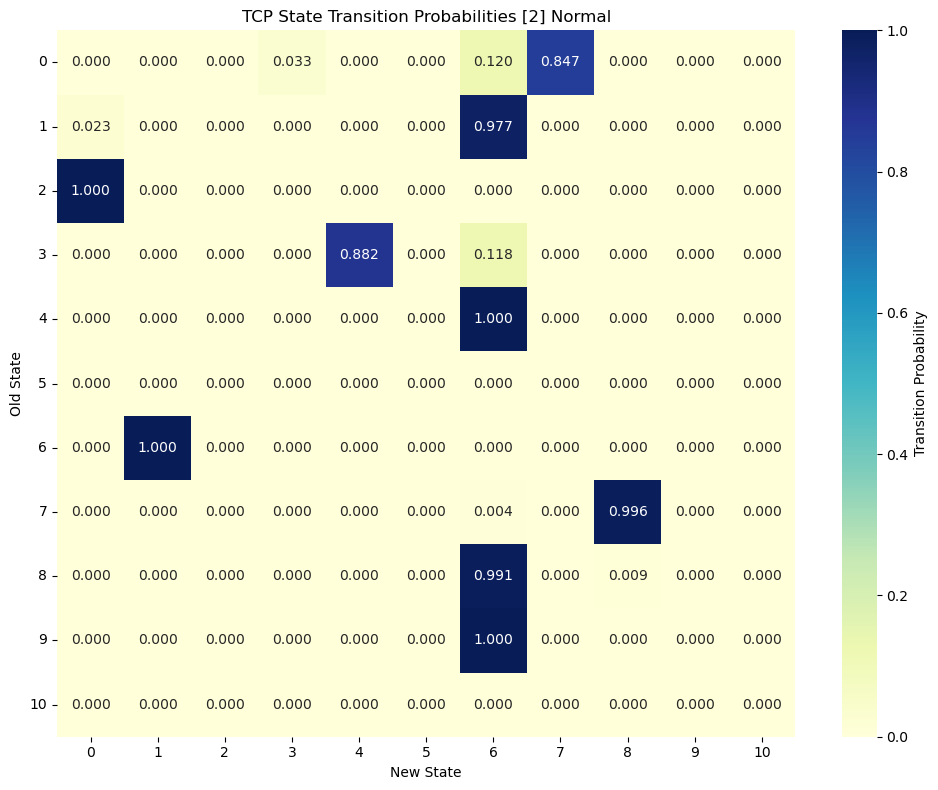 TCP State Transition Probabilities [2] Normal
0 0.000 0.000 0.000 0.033 0.000 0.000 0.120 0.847 0.000 0.000 0.000
1 0.023 0.000 0.000 0.000 0.000 0.000 0.977 0.000 0.000 0.000 0.000
2 1.000 0.000 0.000 0.000 0.000 0.000 0.000 0.000 0.000 0.000 0.000
3 0.000 0.000 0.000 0.000 0.882 0.000 0.118 0.000 0.000 0.000 0.000
4 0.000 0.000 0.000 0.000 0.000 0.000 1.000 0.000 0.000 0.000 0.000
5 0.000 0.000 0.000 0.000 0.000 0.000 0.000 0.000 0.000 0.000 0.000
6 0.000 1.000 0.000 0.000 0.000 0.000 0.000 0.000 0.000 0.000 0.000
7 0.000 0.000 0.000 0.000 0.000 0.000 0.004 0.000 0.996 0.000 0.000
8 0.000 0.000 0.000 0.000 0.000 0.000 0.991 0.000 0.009 0.000 0.000
9 0.000 0.000 0.000 0.000 0.000 0.000 1.000 0.000 0.000 0.000 0.000
10 0.000 0.000 0.000 0.000 0.000 0.000 0.000 0.000 0.000 0.000 0.000
0 1 2 3 4 5 6 7 8 9 10
New State
Old State
1.0
0.8
0.6
0.4
0.2
0.0
Transition Probability